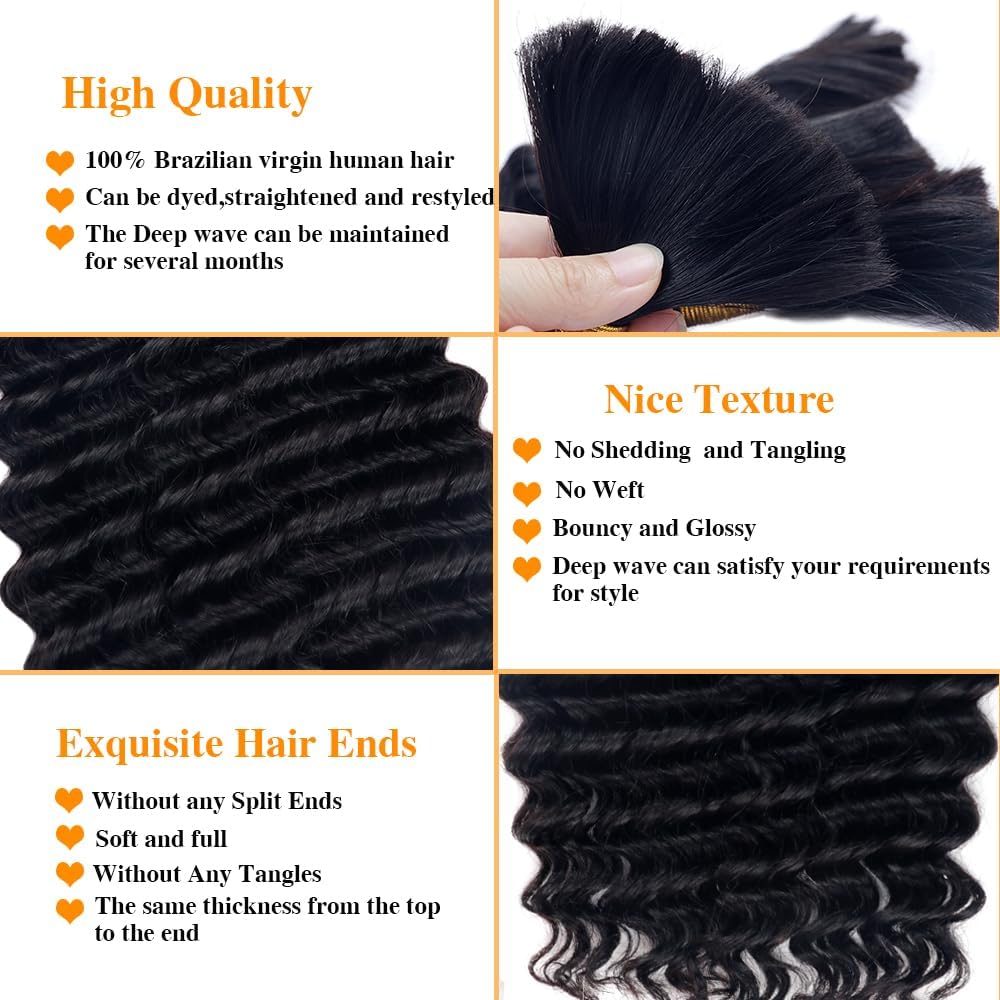 High Quality
100% Brazilian virgin human hair
Can be dyed,straightened and restyled
The Deep wave can be maintained
for several months
Nice Texture
No Shedding and Tangling
No Weft
Bouncy and Glossy
Deep wave can satisfy your requirements
for style
Exquisite Hair Ends
Without any Split Ends
Soft and full
Without Any Tangles
The same thickness from the top
to the end